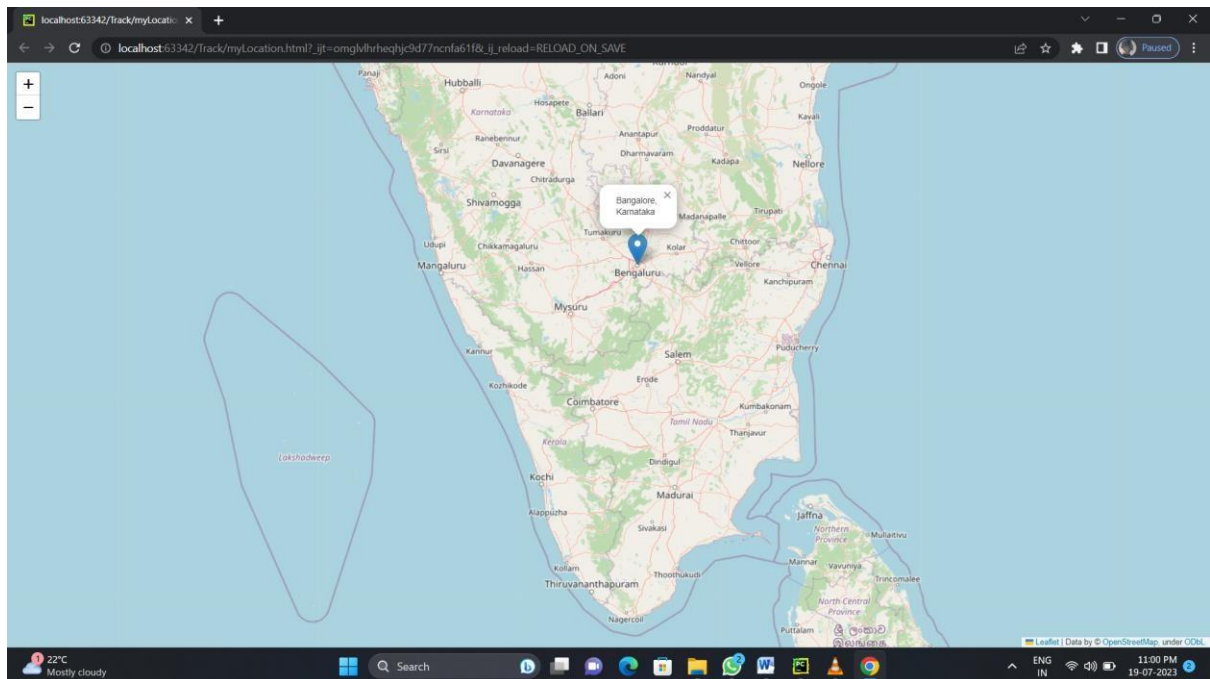 localhost:63342/Track/myLocatio
localhost:63342/Track/myLocation.html?_ijt=omglvlhrheqhjc9d77ncnfa61f&_ij_reload=RELOAD_ON_SAVE
Paused
+
−
Panaji
Hubballi
Adoni
Nandyal
Ongole
Karnataka
Hosapete
Ballari
Kavali
Ranebennur
Anantapur
Proddatur
Sirsi
Davanagere
Dharmavaram
Kadapa
Nellore
Chitradurga
Shivamogga
Bangalore,
Karnataka
Madanapalle
Tirupati
Tumakuru
Udupi
Chikkamagaluru
Kolar
Chittoor
Mangaluru
Hassan
Bengaluru
Vellore
Chennai
Kanchipuram
Mysuru
Kannur
Salem
Puducherry
Kozhikode
Erode
Coimbatore
Kumbakonam
Tamil Nadu
Thanjavur
Kerala
Lakshadweep
Dindigul
Kochi
Madurai
Alappuzha
Sivakasi
Jaffna
Northern
Province
Mullaitivu
Kollam
Thoothukudi
Mannar
Vavuniya
Thiruvananthapuram
Trincomalee
North Central
Province
Nagercoil
Puttalam
ශ්‍රී ලංකාව
இலங்கை
Leaflet | Data by © OpenStreetMap, under ODbL.
1
22°C
Mostly cloudy
Search
ENG
IN
11:00 PM
19-07-2023
2